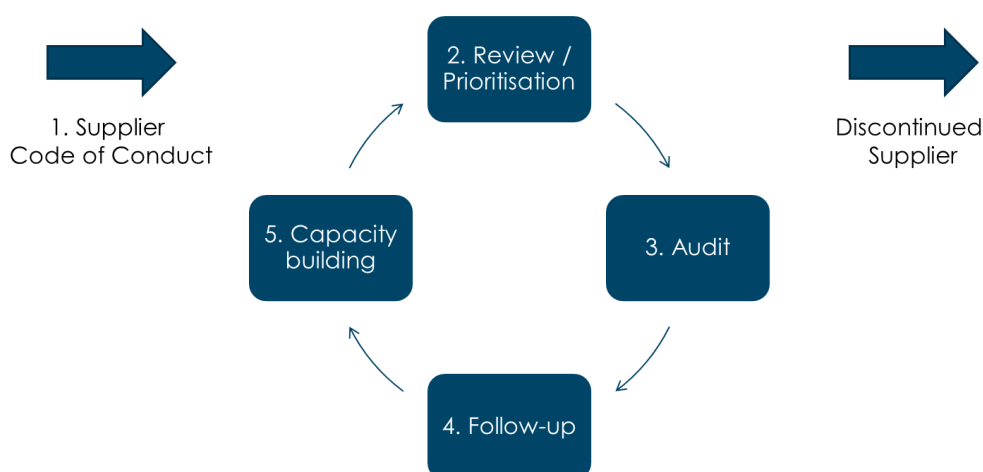 1. Supplier
Code of Conduct
2. Review /
Prioritisation
Discontinued
Supplier
3. Audit
4. Follow-up
5. Capacity
building